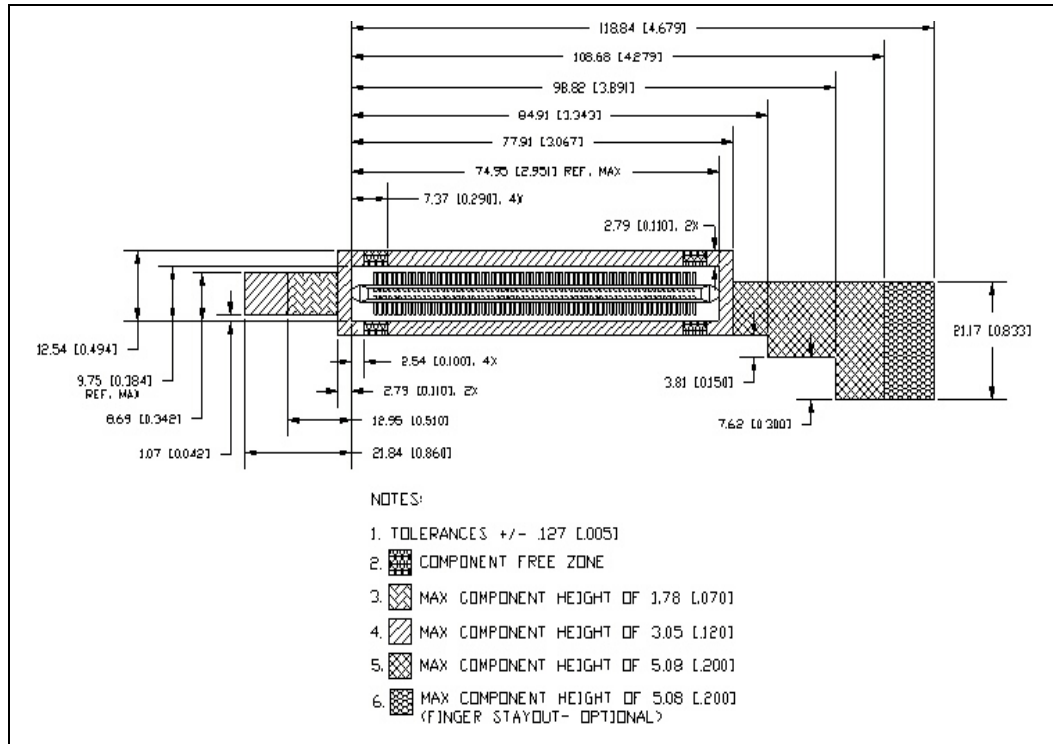 118.84 [4.679]
108.68 [4.279]
98.82 [3.891]
84.91 [3.343]
77.91 [3.067]
74.95 [2.951] REF. MAX
7.37 [0.290], 4X
2.79 [0.110], 2X
12.54 [0.494]
9.75 [0.384]
REF. MAX
8.69 [0.342]
1.07 [0.042]
2.54 [0.100], 4X
2.79 [0.110], 2X
12.95 [0.510]
21.84 [0.860]
3.81 [0.150]
7.62 [0.300]
21.17 [0.833]
NOTES:
1. TOLERANCES +/- .127 [.005]
2. COMPONENT FREE ZONE
3. MAX COMPONENT HEIGHT OF 1.78 [.070]
4. MAX COMPONENT HEIGHT OF 3.05 [.120]
5. MAX COMPONENT HEIGHT OF 5.08 [.200]
6. MAX COMPONENT HEIGHT OF 5.08 [.200]
(FINGER STAYOUT- OPTIONAL)